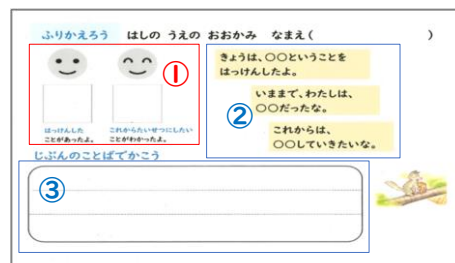 ふりかえろう はしの うえの おおかみ なまえ( )
①
はっけんした
ことがあったよ。
これからたいせつにしたい
ことがわかったよ。
きょうは、○○ということを
はっけんしたよ。
いままで、わたしは、
○○だったな。
②
これからは、
○○していきたいな。
じぶんのことばでかこう
③